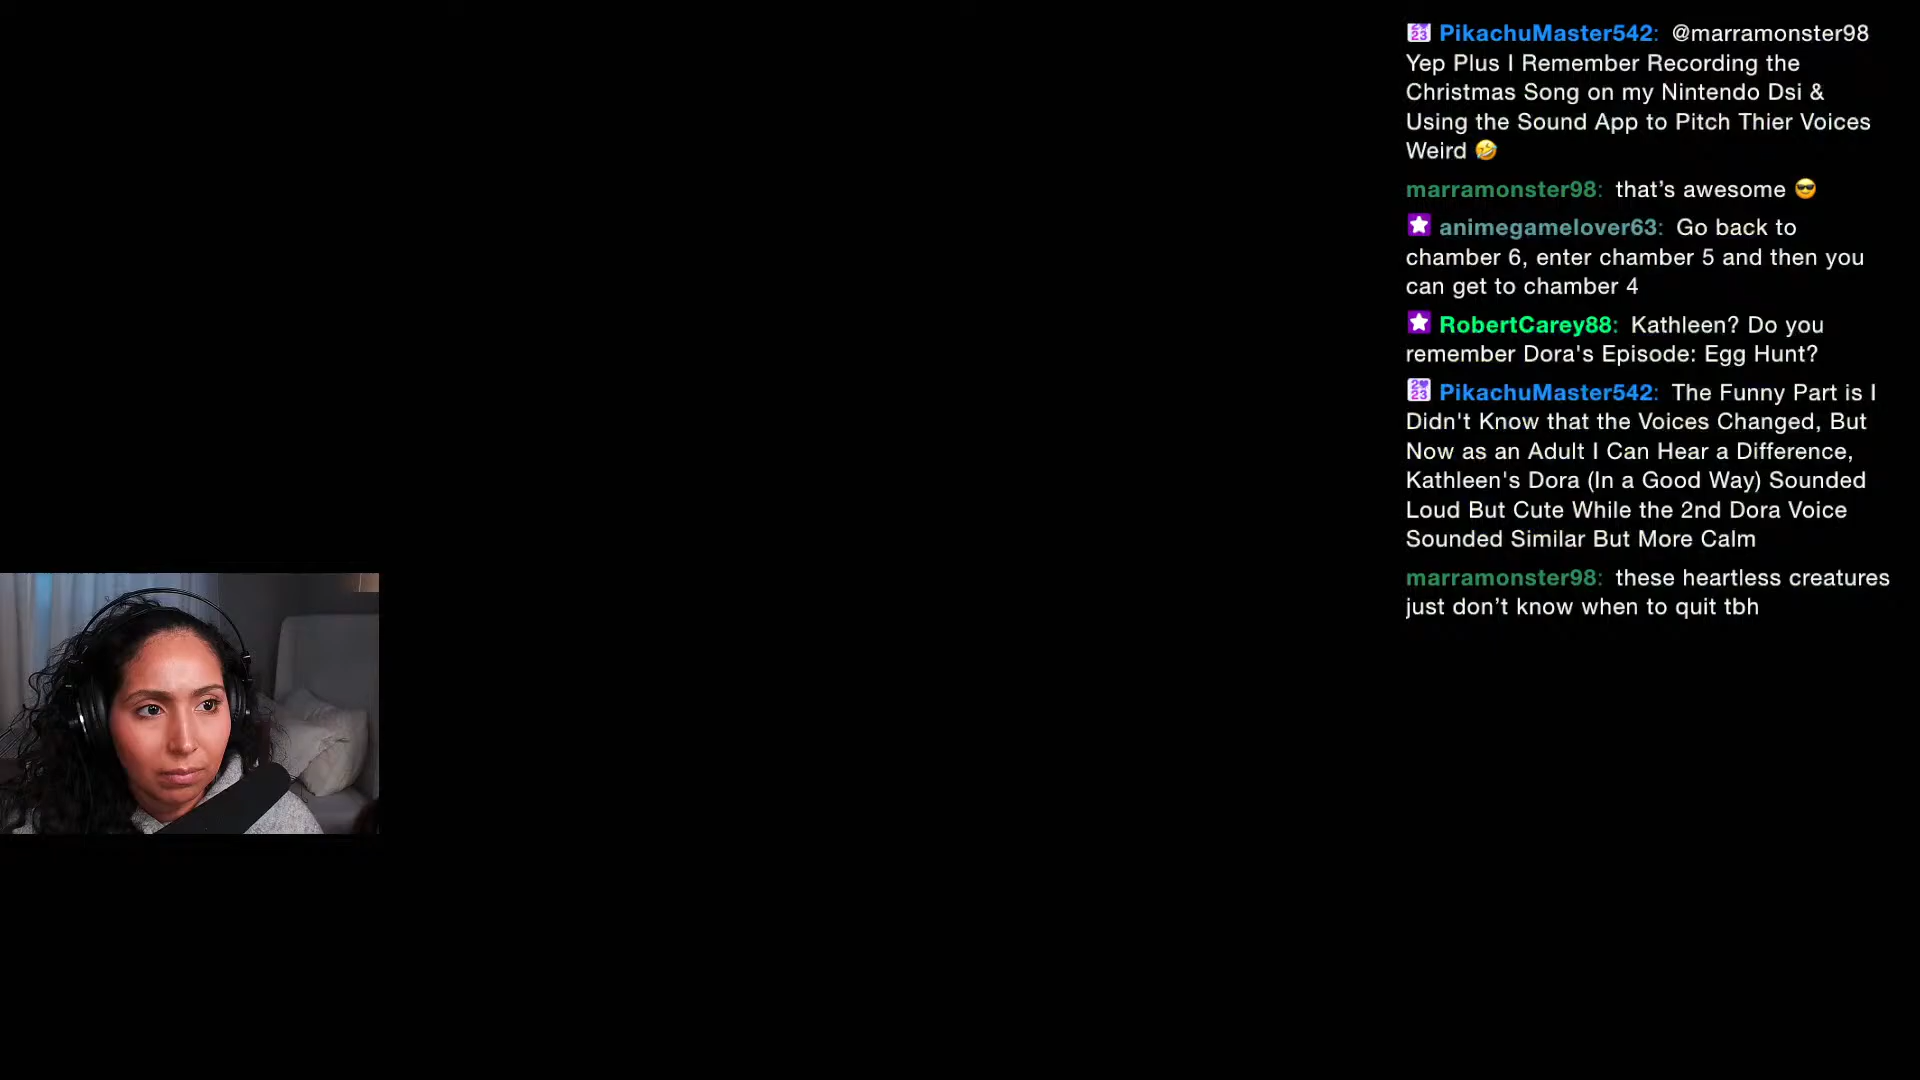 PikachuMaster542: @marramonster98
Yep Plus I Remember Recording the
Christmas Song on my Nintendo Dsi &
Using the Sound App to Pitch Thier Voices
Weird 🤣
marramonster98: that’s awesome 😎
animegamelover63: Go back to
chamber 6, enter chamber 5 and then you
can get to chamber 4
RobertCarey88: Kathleen? Do you
remember Dora's Episode: Egg Hunt?
PikachuMaster542: The Funny Part is I
Didn't Know that the Voices Changed, But
Now as an Adult I Can Hear a Difference,
Kathleen's Dora (In a Good Way) Sounded
Loud But Cute While the 2nd Dora Voice
Sounded Similar But More Calm
marramonster98: these heartless creatures
just don’t know when to quit tbh